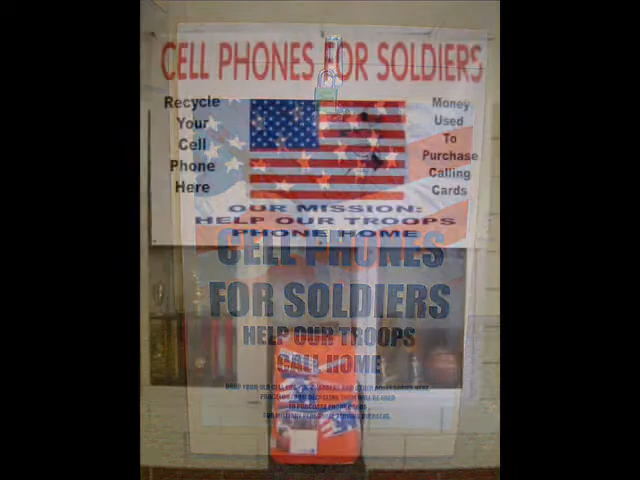 CELL PHONES FOR SOLDIERS
Recycle
Your
Cell
Phone
Here
Money
Used
To
Purchase
Calling
Cards
OUR MISSION:
HELP OUR TROOPS
PHONE HOME
CELL PHONES
FOR SOLDIERS
HELP OUR TROOPS
CALL HOME